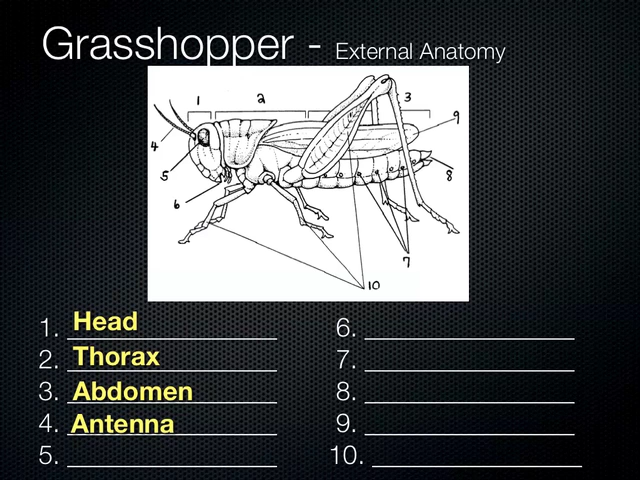 Grasshopper - External Anatomy
1 2 3
4
5
6
7
8
9
10
1. Head
2. Thorax
3. Abdomen
4. Antenna
5.
6.
7.
8.
9.
10.